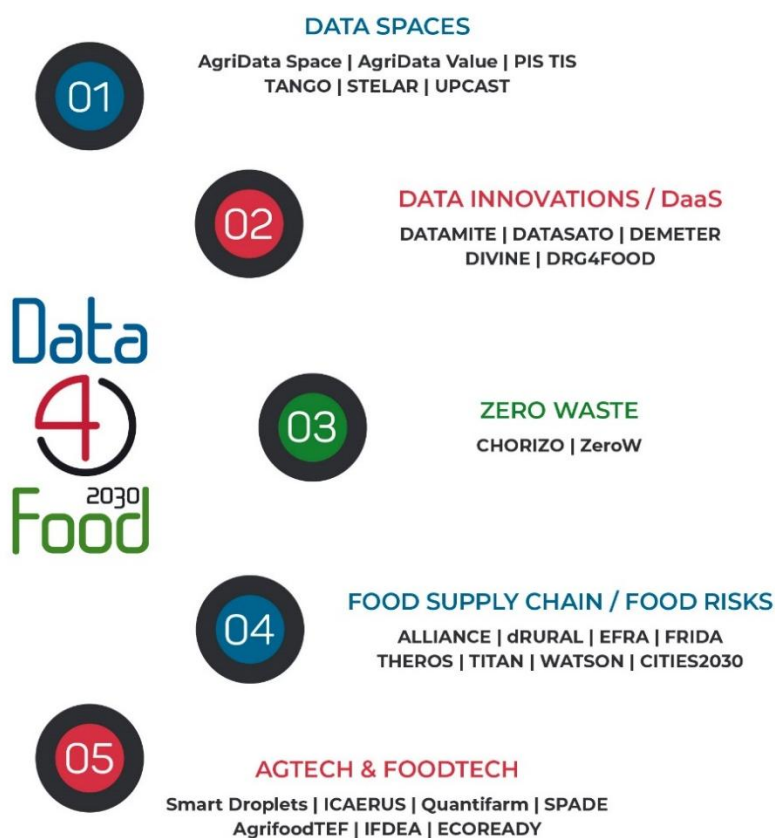 DATA SPACES
AgriData Space | AgriData Value | PIS TIS
TANGO | STELAR | UPCAST
01
02
DATA INNOVATIONS / DaaS
DATAMITE | DATASATO | DEMETER
DIVINE | DRG4FOOD
Data
4
2030
Food
03
ZERO WASTE
CHORIZO | ZeroW
04
FOOD SUPPLY CHAIN / FOOD RISKS
ALLIANCE | dRURAL | EFRA | FRIDA
THEROS | TITAN | WATSON | CITIES2030
05
AGTECH & FOODTECH
Smart Droplets | ICAERUS | Quantifarm | SPADE
AgrifoodTEF | IFDEA | ECOREADY